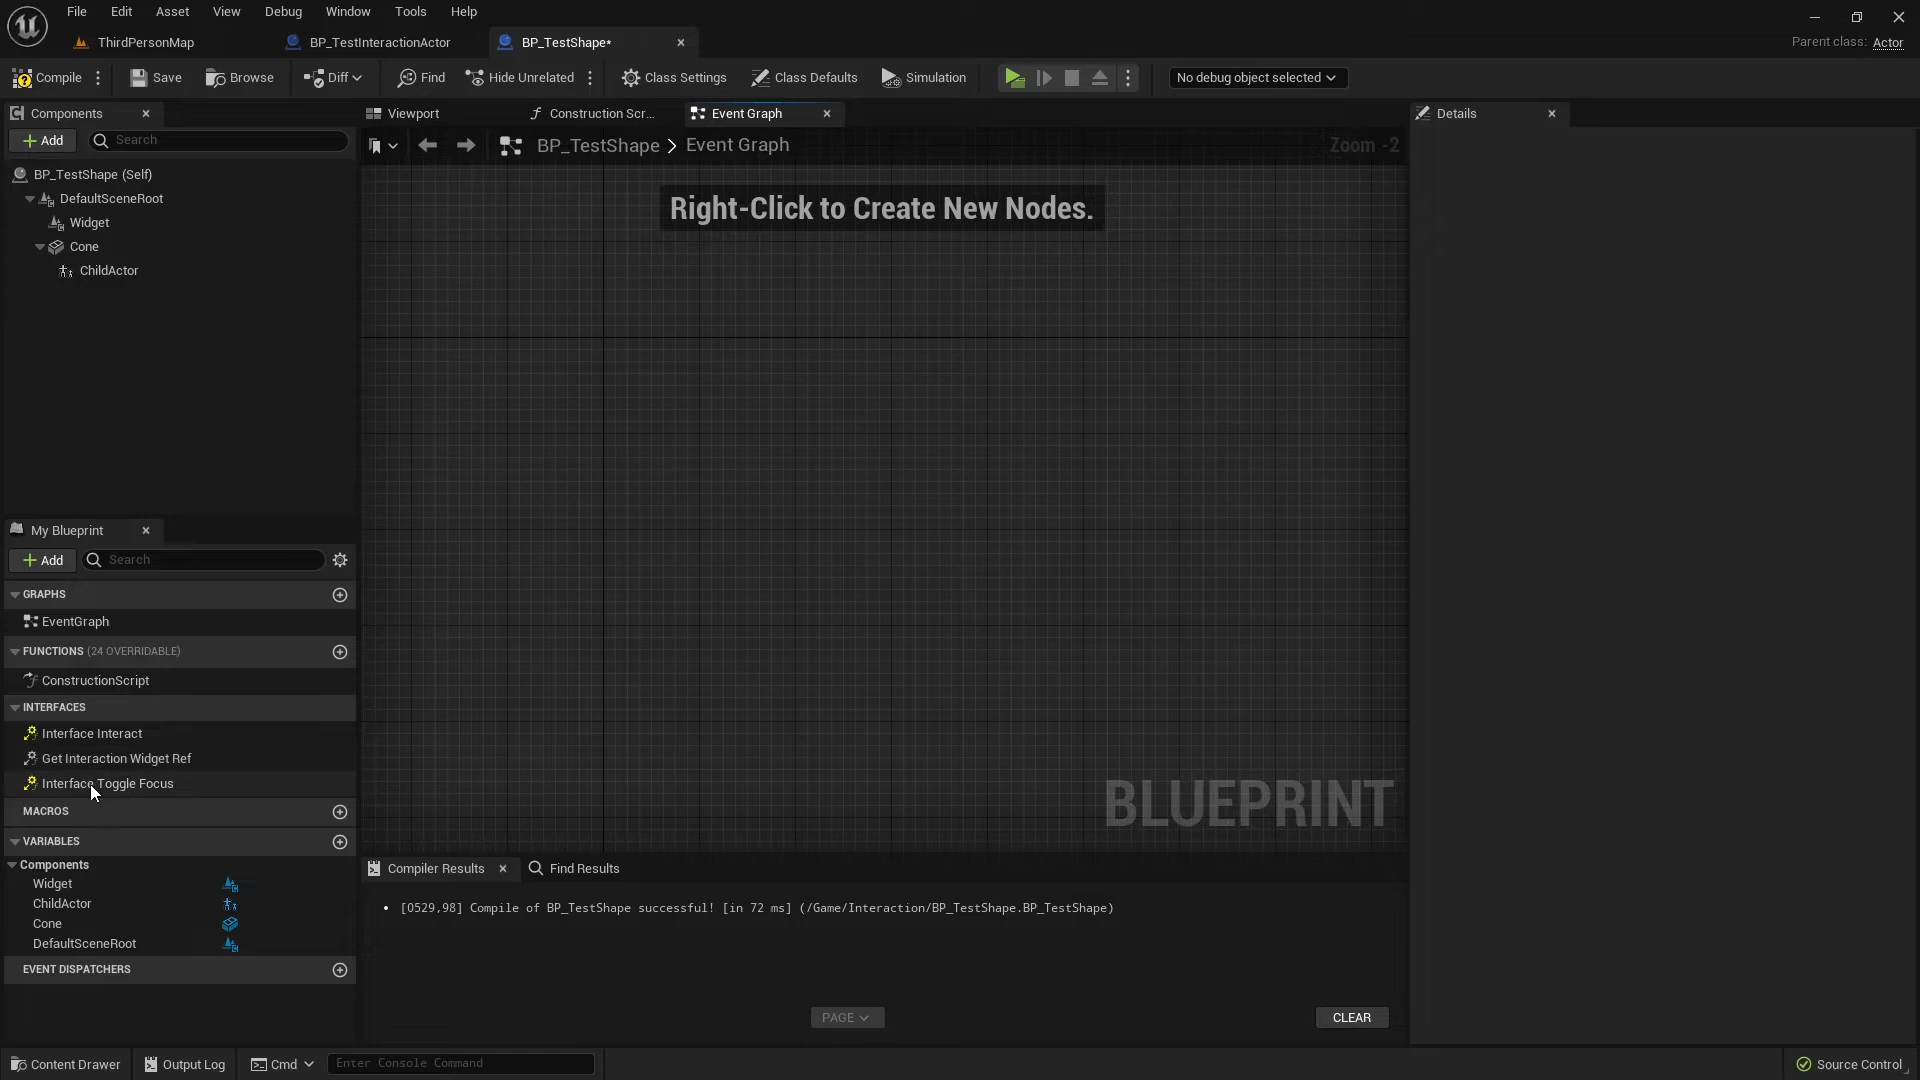 File Edit Asset View Debug Window Tools Help
ThirdPersonMap BP_TestInteractionActor BP_TestShape*
Parent class: Actor
Compile Save Browse Diff Find Hide Unrelated Class Settings Class Defaults Simulation No debug object selected
Components
Add Search
BP_TestShape (Self)
DefaultSceneRoot
Widget
Cone
ChildActor
Viewport Construction Scr... Event Graph
BP_TestShape > Event Graph Zoom -2
Right-Click to Create New Nodes.
BLUEPRINT
Details
My Blueprint
Add Search
GRAPHS
EventGraph
FUNCTIONS (24 OVERRIDABLE)
ConstructionScript
INTERFACES
Interface Interact
Get Interaction Widget Ref
Interface Toggle Focus
MACROS
VARIABLES
Components
Widget
ChildActor
Cone
DefaultSceneRoot
EVENT DISPATCHERS
Compiler Results Find Results
[0529,98] Compile of BP_TestShape successful! [in 72 ms] (/Game/Interaction/BP_TestShape.BP_TestShape)
PAGE CLEAR
Content Drawer Output Log Cmd Enter Console Command Source Control